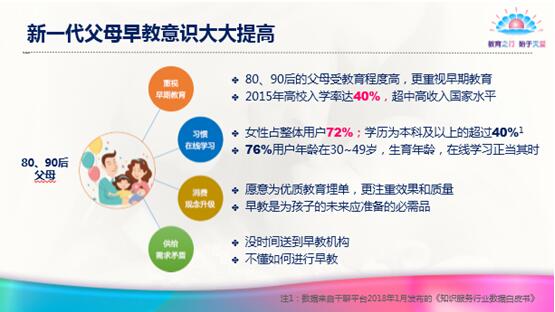 新一代父母早教意识大大提高
教育之行 始于天蓝
重视
早期教育
80、90后的父母受教育程度高，更重视早期教育
2015年高校入学率达40%，超中高收入国家水平
习惯
在线学习
女性占整体用户72%；学历为本科及以上的超过40%1
76%用户年龄在30~49岁，生育年龄，在线学习正当其时
80、90后
父母
消费
观念升级
愿意为优质教育埋单，更注重效果和质量
早教是为孩子的未来应准备的必需品
供给
需求矛盾
没时间送到早教机构
不懂如何进行早教
注1：数据来自千聊平台2018年1月发布的《知识服务行业数据白皮书》